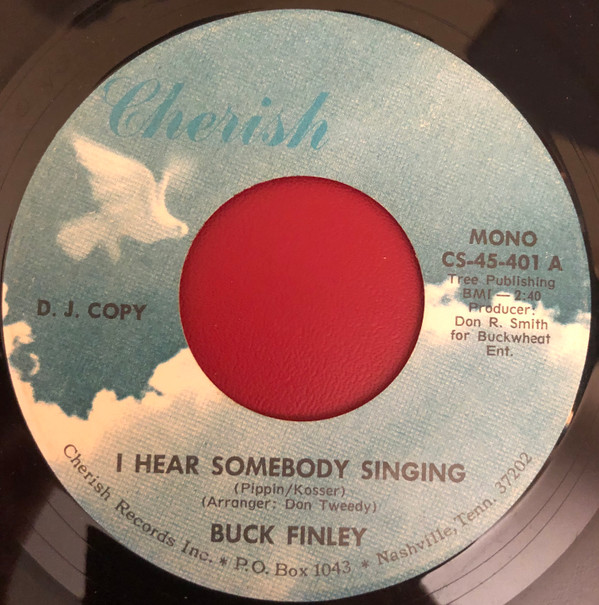 Cherish
D. J. COPY
MONO
CS-45-401 A
Tree Publishing
BMI — 2:40
Producer:
Don R. Smith
for Buckwheat
Ent.
I HEAR SOMEBODY SINGING
(Pippin/Kosser)
(Arranger: Don Tweedy)
BUCK FINLEY
Cherish Records Inc. * P.O. Box 1043 * Nashville, Tenn. 37202